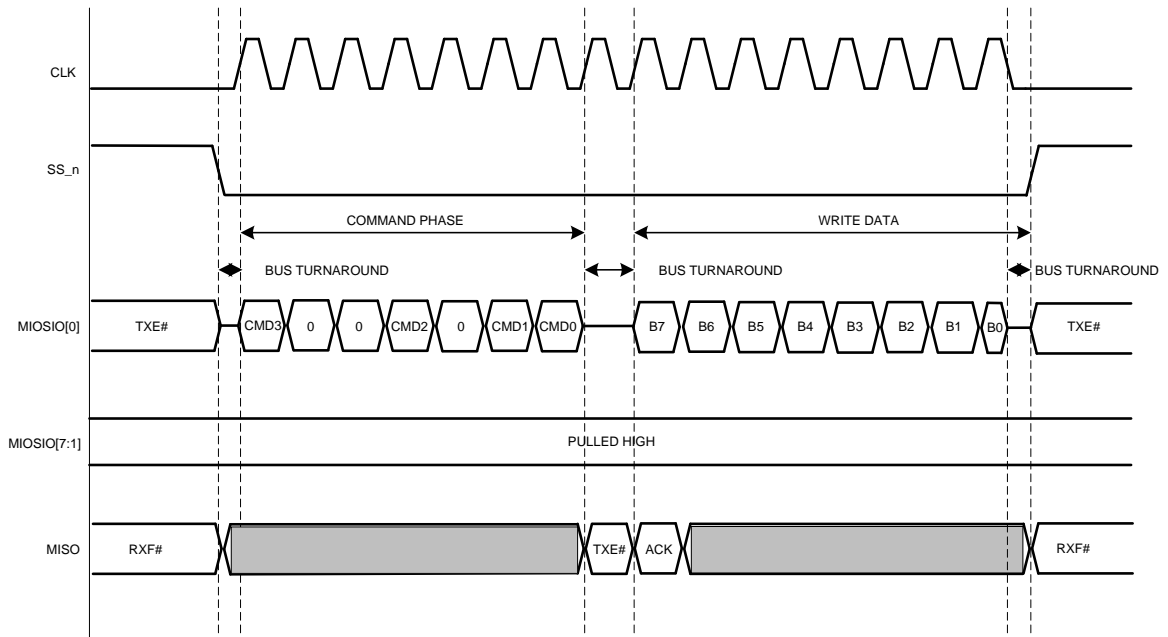 CLK
SS_n
COMMAND PHASE WRITE DATA
BUS TURNAROUND BUS TURNAROUND BUS TURNAROUND
MIOSIO[0] TXE# CMD3 0 0 CMD2 0 CMD1 CMD0 B7 B6 B5 B4 B3 B2 B1 B0 TXE#
MIOSIO[7:1] PULLED HIGH
MISO RXF# TXE# ACK RXF#